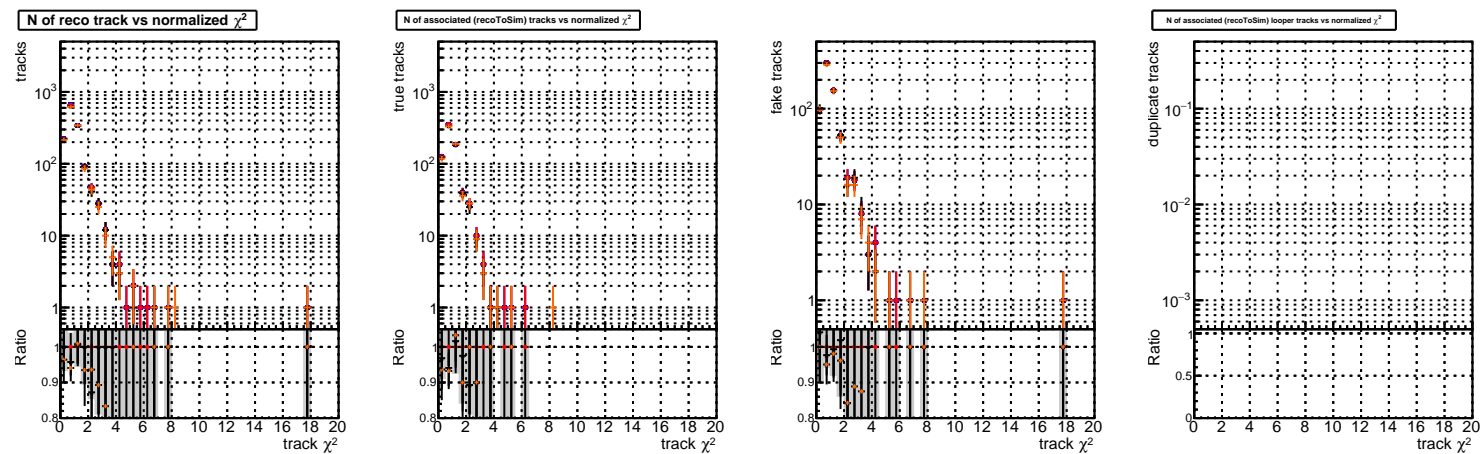 N of reco track vs normalized χ²
N of associated (recoToSim) tracks vs normalized χ²
N of associated (recoToSim) looper tracks vs normalized χ²
tracks
10³
10²
10
1
Ratio
1
0.9
0.8
0 2 4 6 8 10 12 14 16 18 20
track χ²
true tracks
10³
10²
10
1
Ratio
1
0.9
0.8
0 2 4 6 8 10 12 14 16 18 20
track χ²
fake tracks
10²
10
1
Ratio
1
0.9
0.8
0 2 4 6 8 10 12 14 16 18 20
track χ²
duplicate tracks
10⁻¹
10⁻²
10⁻³
Ratio
0.5
0
0 2 4 6 8 10 12 14 16 18 20
track χ²